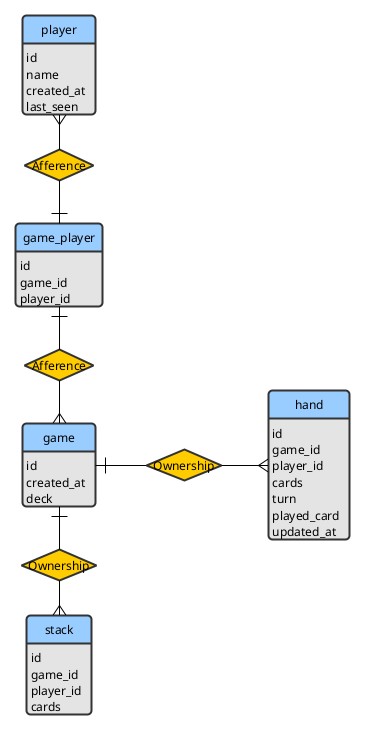 player
id
name
created_at
last_seen
Afference
game_player
id
game_id
player_id
Afference
game
id
created_at
deck
Ownership
hand
id
game_id
player_id
cards
turn
played_card
updated_at
Ownership
stack
id
game_id
player_id
cards